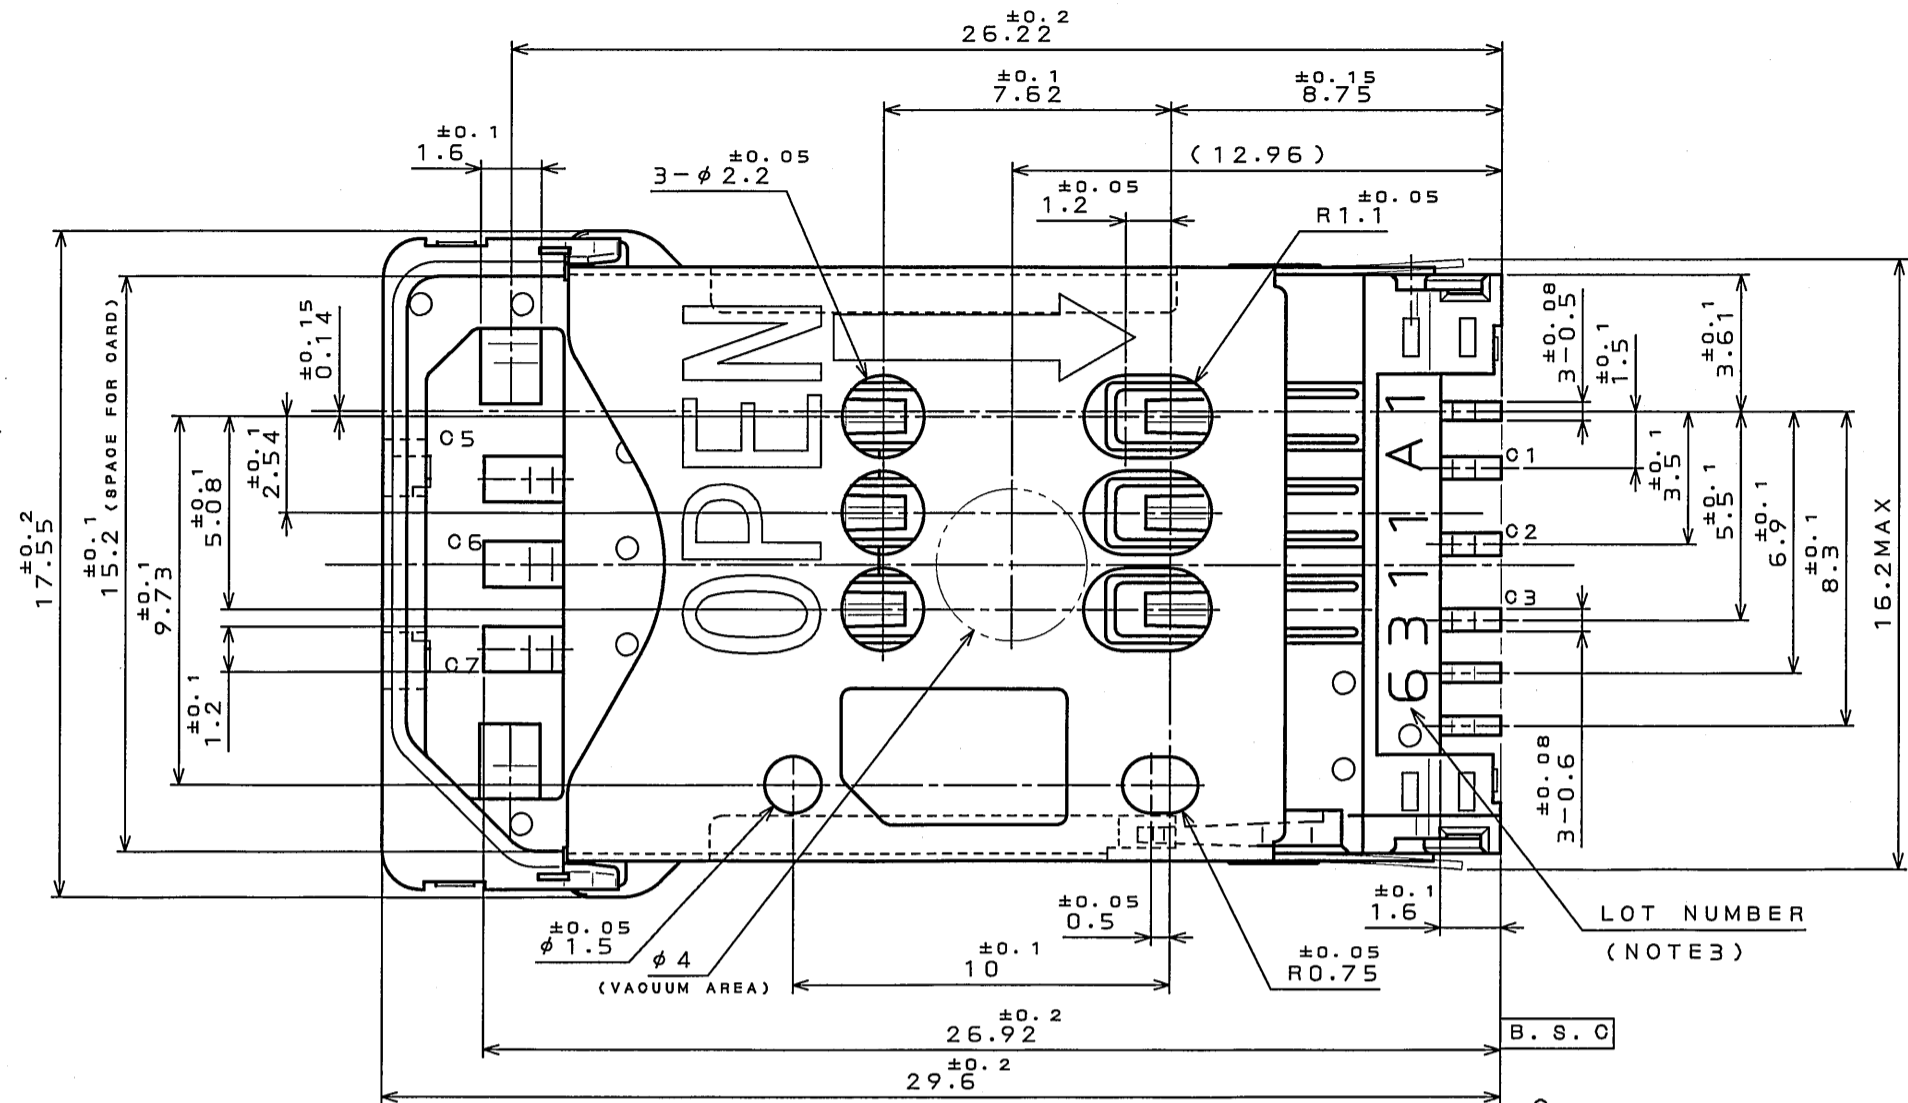 ±0.2
26.22
±0.1
7.62
±0.15
8.75
±0.1
1.6
±0.05
3-φ2.2
(12.96)
±0.05
1.2
±0.05
R1.1
±0.2
17.55
±0.1
15.2 (SPACE FOR CARD)
±0.1
9.73
±0.15
0.14
±0.1
5.08
±0.1
2.54
±0.1
1.2
C5
C6
C7
OPEN
6311A1
C1
C2
C3
±0.08
3-0.5
±0.1
1.5
±0.1
3.61
±0.1
3.5
±0.1
5.5
±0.1
6.9
±0.1
8.3
16.2MAX
±0.08
3-0.6
±0.1
1.6
LOT NUMBER
(NOTE3)
±0.05
φ1.5
φ4
(VACUUM AREA)
±0.05
0.5
±0.1
10
±0.05
R0.75
±0.2
26.92
B.S.C
±0.2
29.6